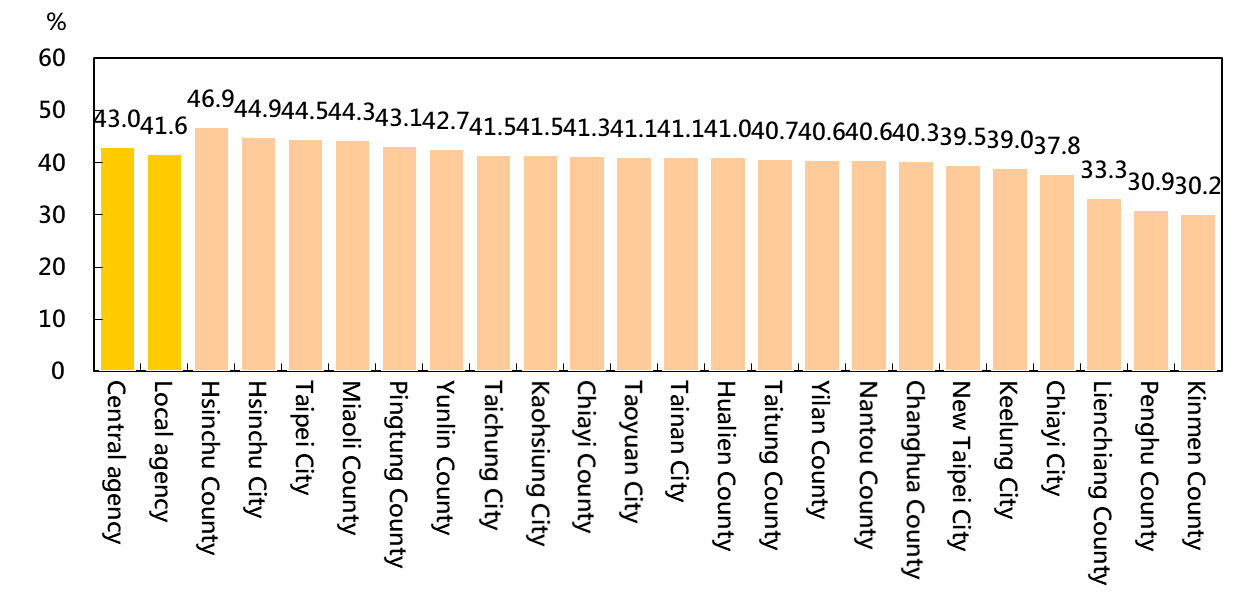 %
60
50
40
30
20
10
0
43.0
41.6
46.9
44.9
44.5
44.3
43.1
42.7
41.5
41.5
41.3
41.1
41.1
41.0
40.7
40.6
40.6
40.3
39.5
39.0
37.8
33.3
30.9
30.2
Central agency
Local agency
Hsinchu County
Hsinchu City
Taipei City
Miaoli County
Pingtung County
Yunlin County
Taichung City
Kaohsiung City
Chiayi County
Taoyuan City
Tainan City
Hualien County
Taitung County
Yilan County
Nantou County
Changhua County
New Taipei City
Keelung City
Chiayi City
Lienchiang County
Penghu County
Kinmen County